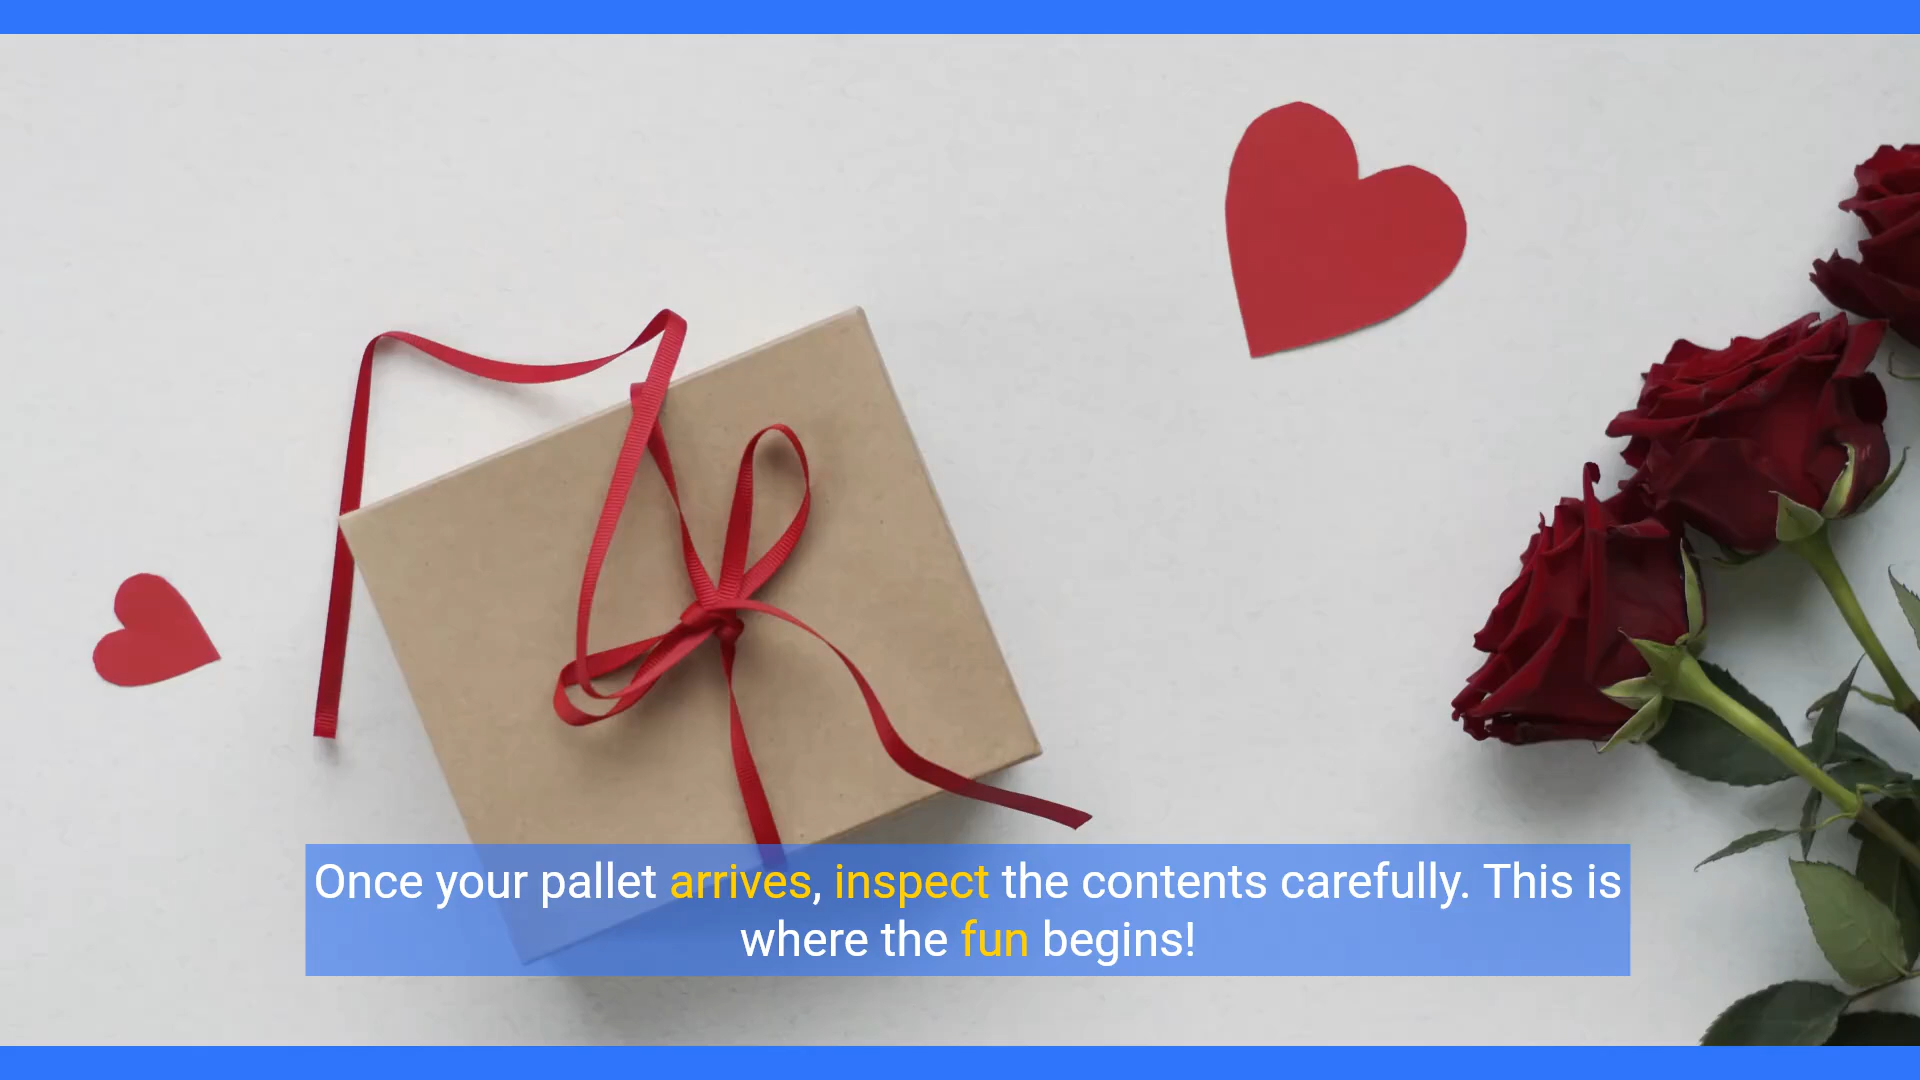 Once your pallet arrives, inspect the contents carefully. This is
where the fun begins!